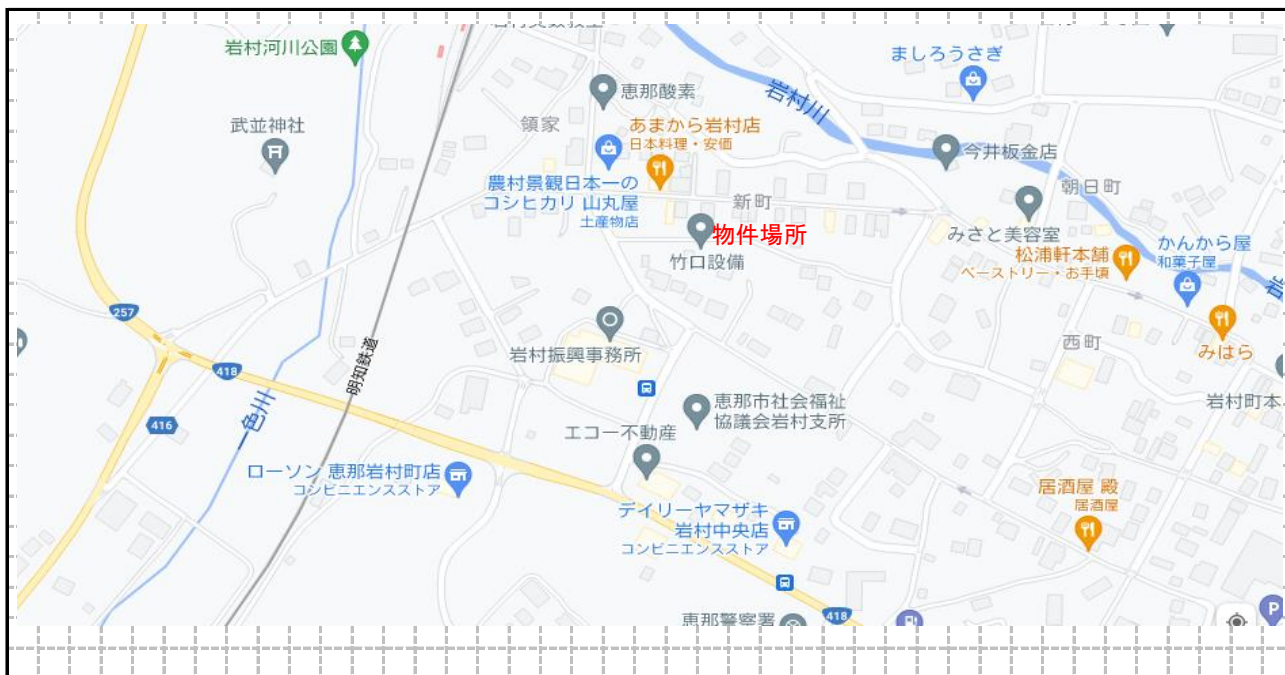 岩村河川公園
武並神社
領家
恵那酸素
あまから岩村店
日本料理・安価
農村景観日本一の
コシヒカリ 山丸屋
土産物店
新町
物件場所
竹口設備
岩村川
ましろうさぎ
今井板金店
朝日町
みさと美容室
松浦軒本舗
ペーストリー・お手頃
かんから屋
和菓子屋
岩
みはら
西町
岩村町本
257
418
416
一色川
明知鉄道
岩村振興事務所
恵那市社会福祉
協議会岩村支所
エコー不動産
ローソン 恵那岩村町店
コンビニエンスストア
デイリーヤマザキ
岩村中央店
コンビニエンスストア
居酒屋 殿
居酒屋
恵那警察署
418
P